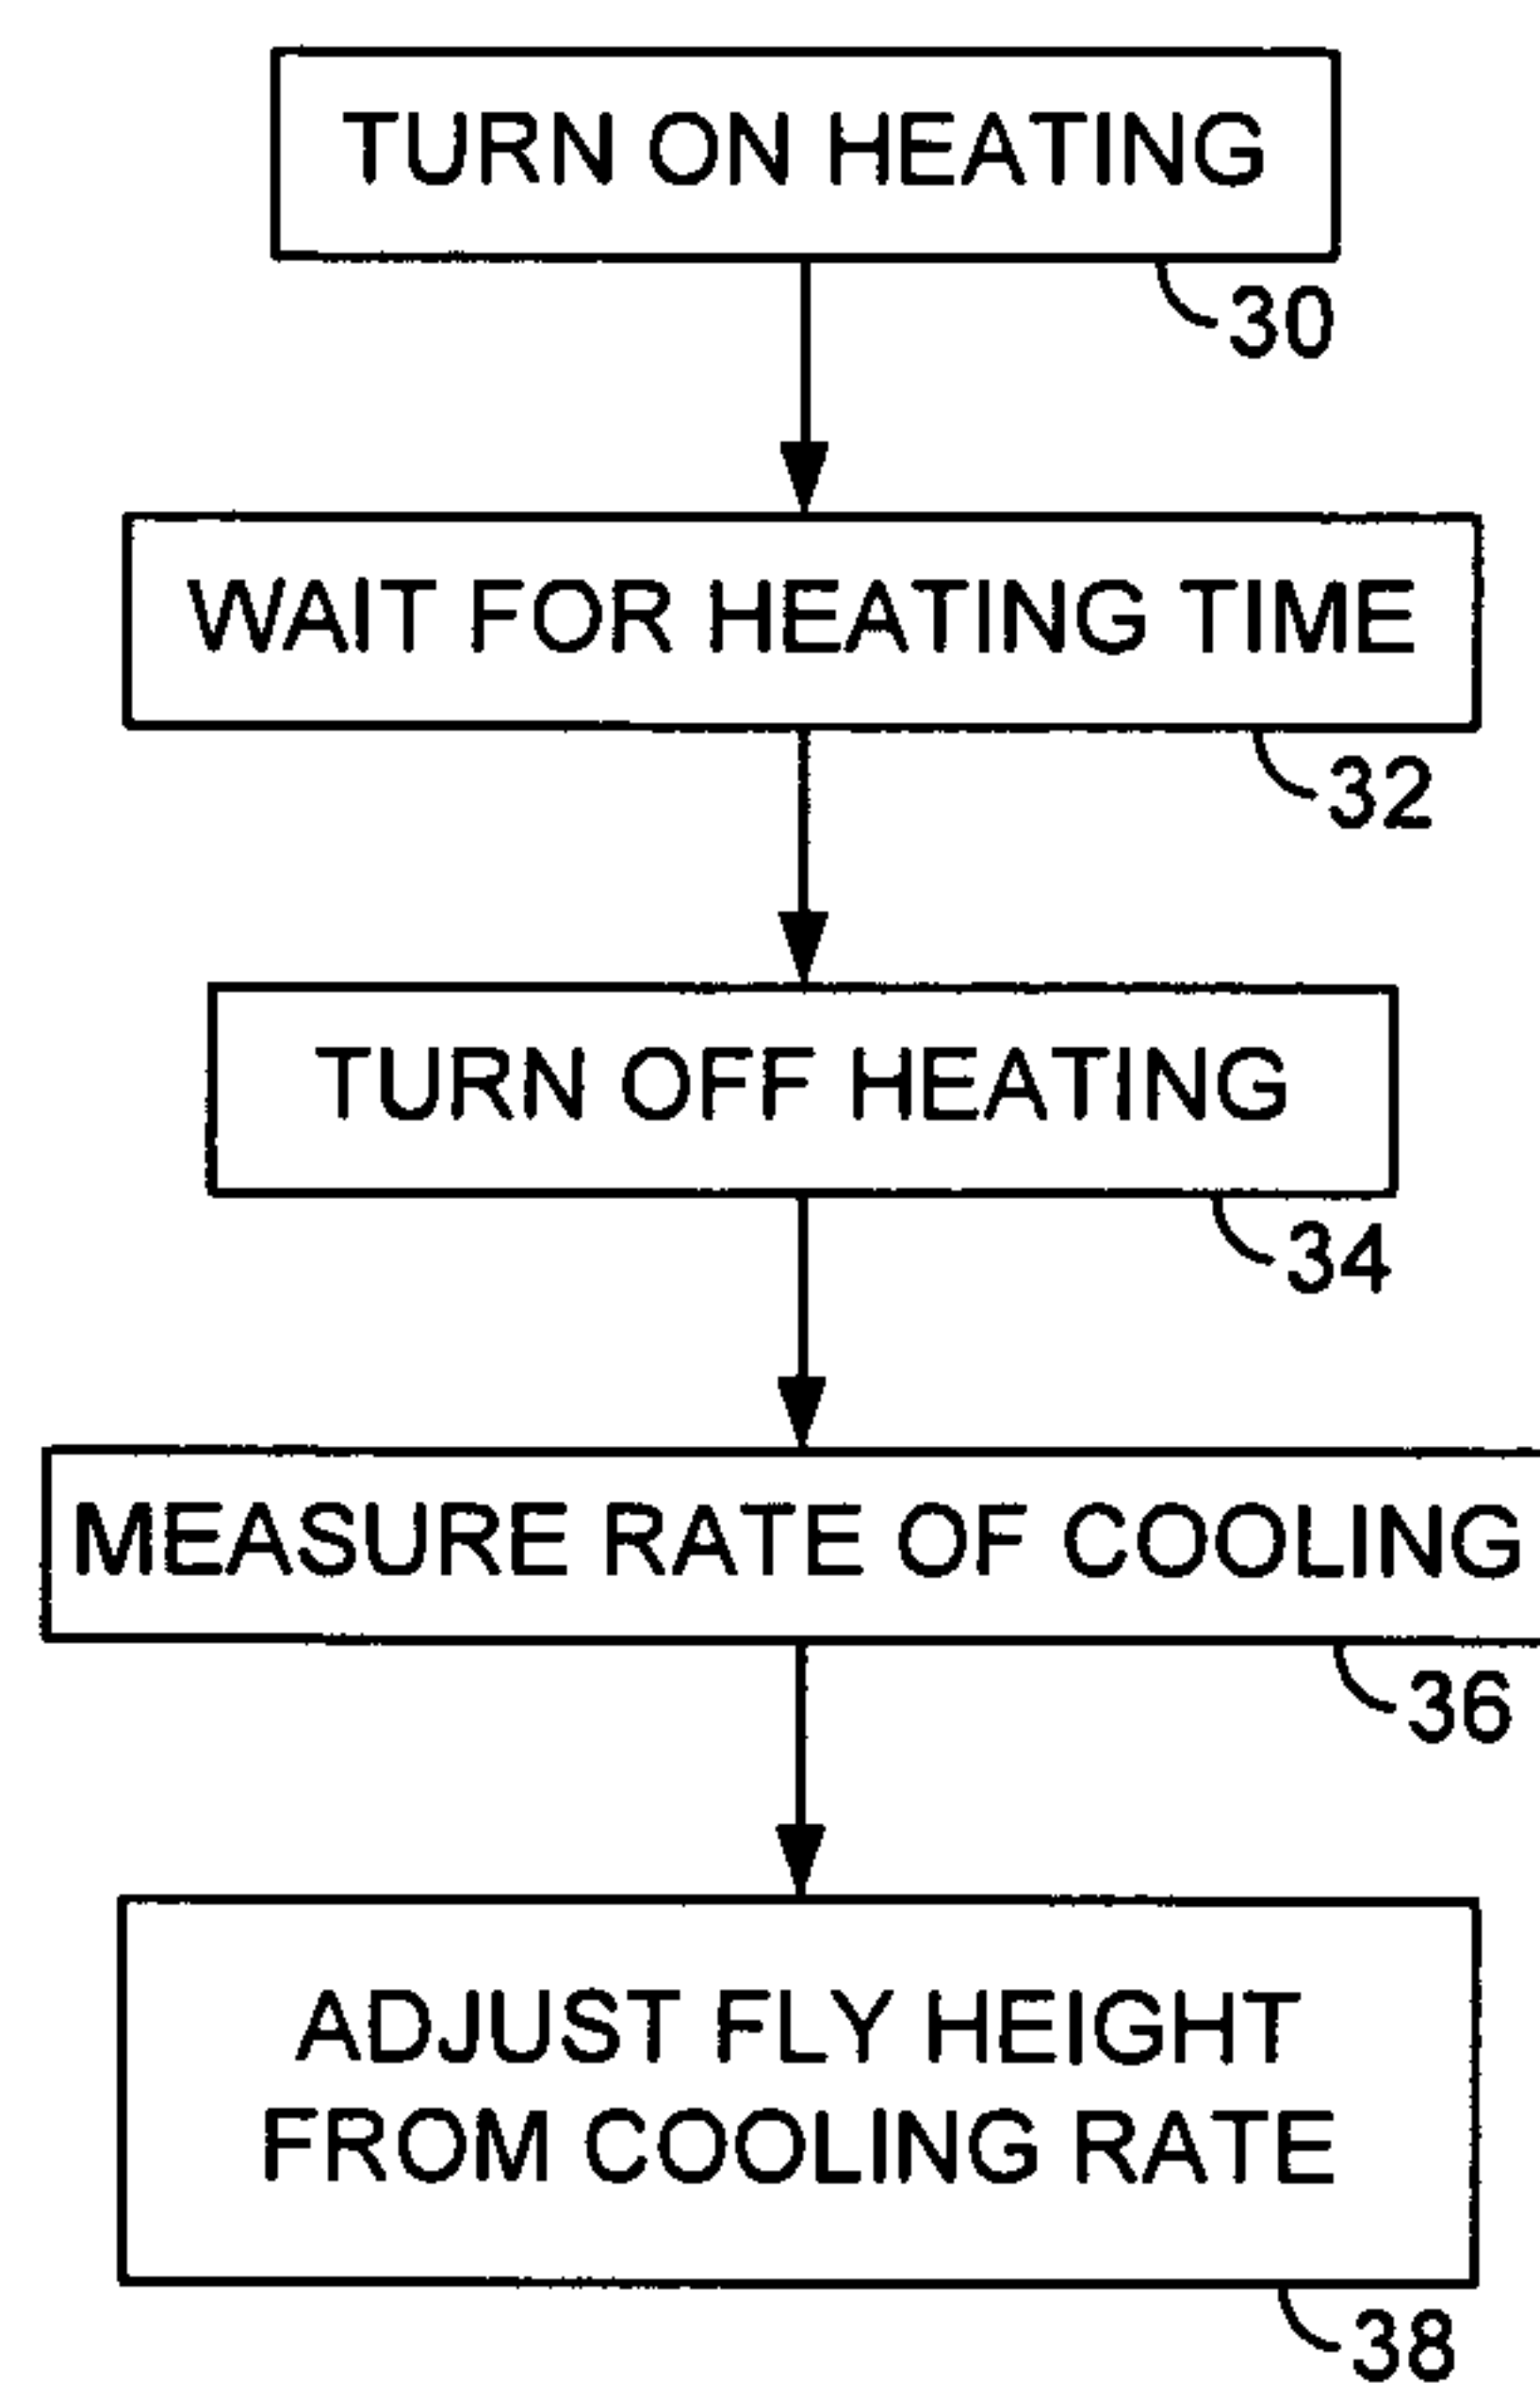 TURN ON HEATING
30
WAIT FOR HEATING TIME
32
TURN OFF HEATING
34
MEASURE RATE OF COOLING
36
ADJUST FLY HEIGHT
FROM COOLING RATE
38